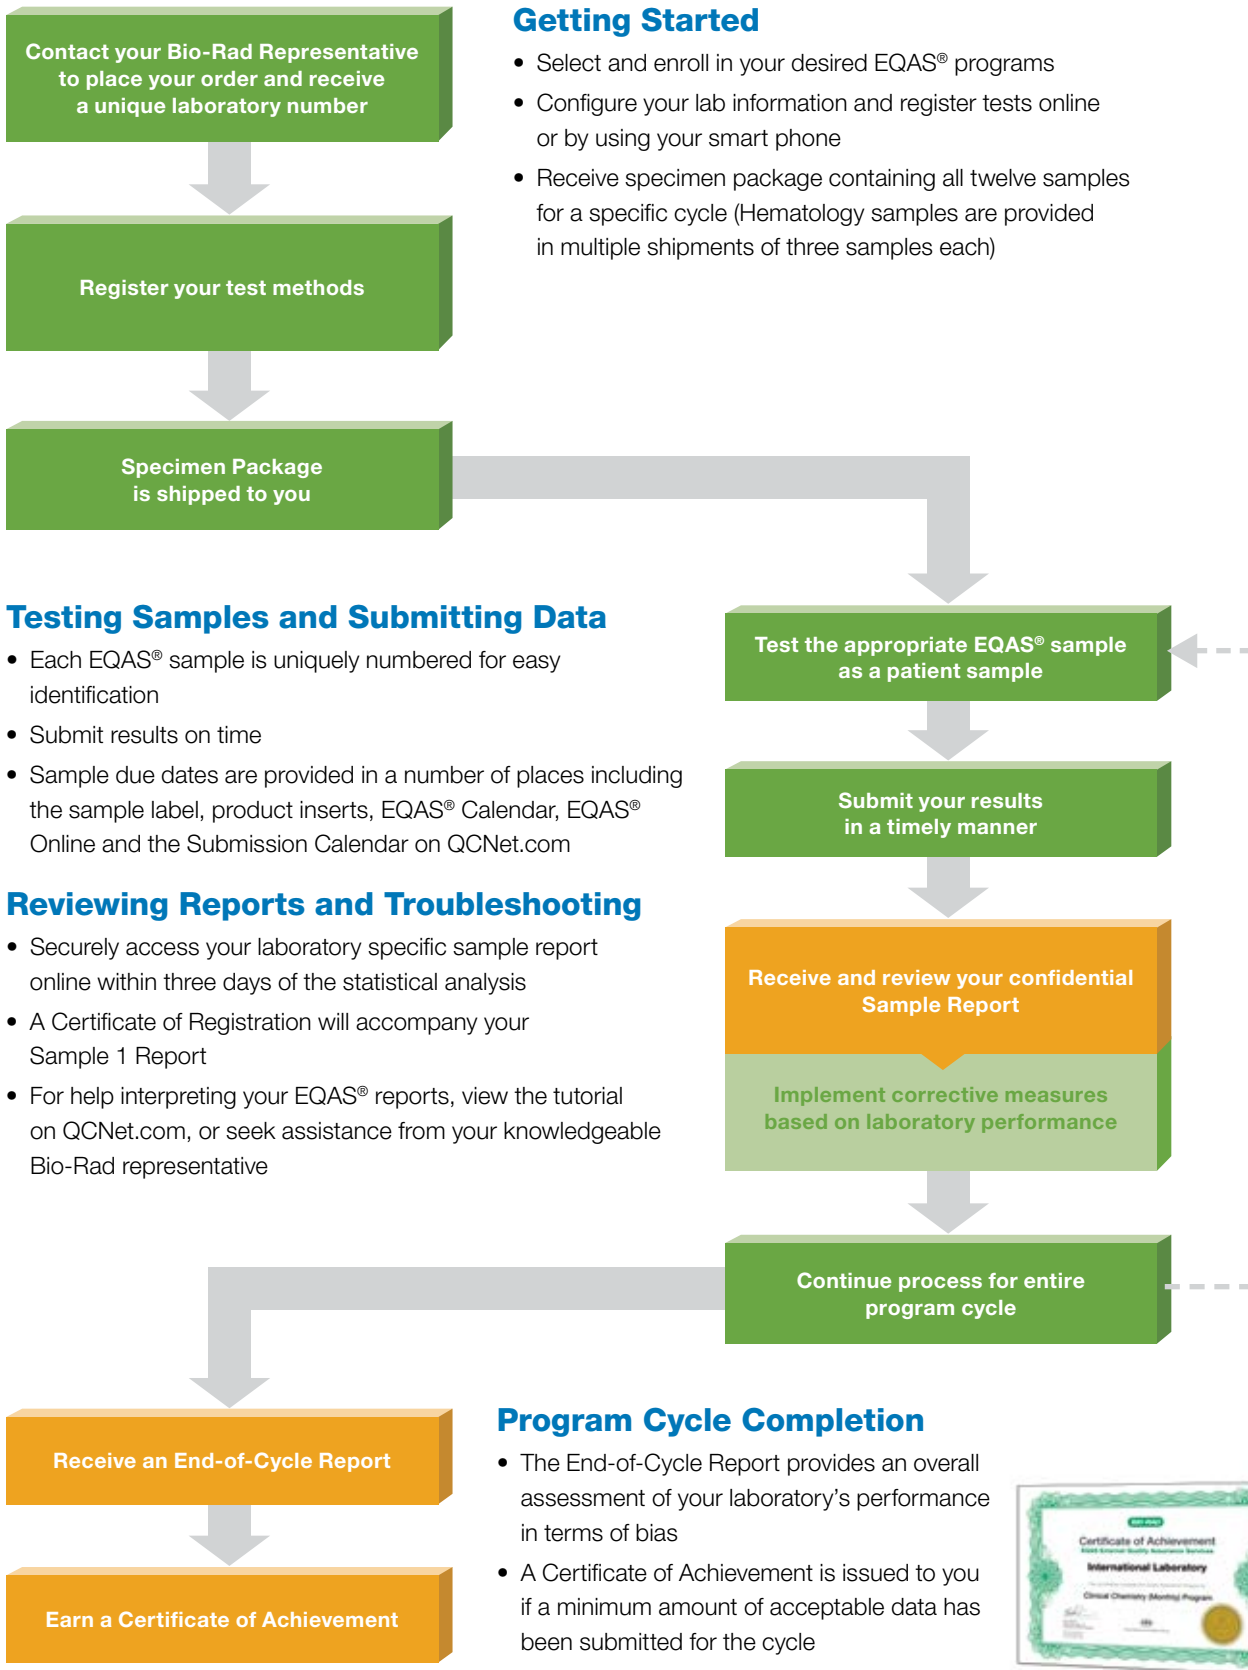 Contact your Bio-Rad Representative
to place your order and receive
a unique laboratory number
Getting Started
• Select and enroll in your desired EQAS® programs
• Configure your lab information and register tests online
or by using your smart phone
• Receive specimen package containing all twelve samples
for a specific cycle (Hematology samples are provided
in multiple shipments of three samples each)
Register your test methods
Specimen Package
is shipped to you
Testing Samples and Submitting Data
• Each EQAS® sample is uniquely numbered for easy
identification
• Submit results on time
• Sample due dates are provided in a number of places including
the sample label, product inserts, EQAS® Calendar, EQAS®
Online and the Submission Calendar on QCNet.com
Test the appropriate EQAS® sample
as a patient sample
Submit your results
in a timely manner
Reviewing Reports and Troubleshooting
• Securely access your laboratory specific sample report
online within three days of the statistical analysis
• A Certificate of Registration will accompany your
Sample 1 Report
• For help interpreting your EQAS® reports, view the tutorial
on QCNet.com, or seek assistance from your knowledgeable
Bio-Rad representative
Receive and review your confidential
Sample Report
Implement corrective measures
based on laboratory performance
Continue process for entire
program cycle
Receive an End-of-Cycle Report
Earn a Certificate of Achievement
Program Cycle Completion
• The End-of-Cycle Report provides an overall
assessment of your laboratory's performance
in terms of bias
• A Certificate of Achievement is issued to you
if a minimum amount of acceptable data has
been submitted for the cycle
Certificate of Achievement
EQAS External Quality Assurance Services
International Laboratory
Clinical Chemistry (Monthly) Program